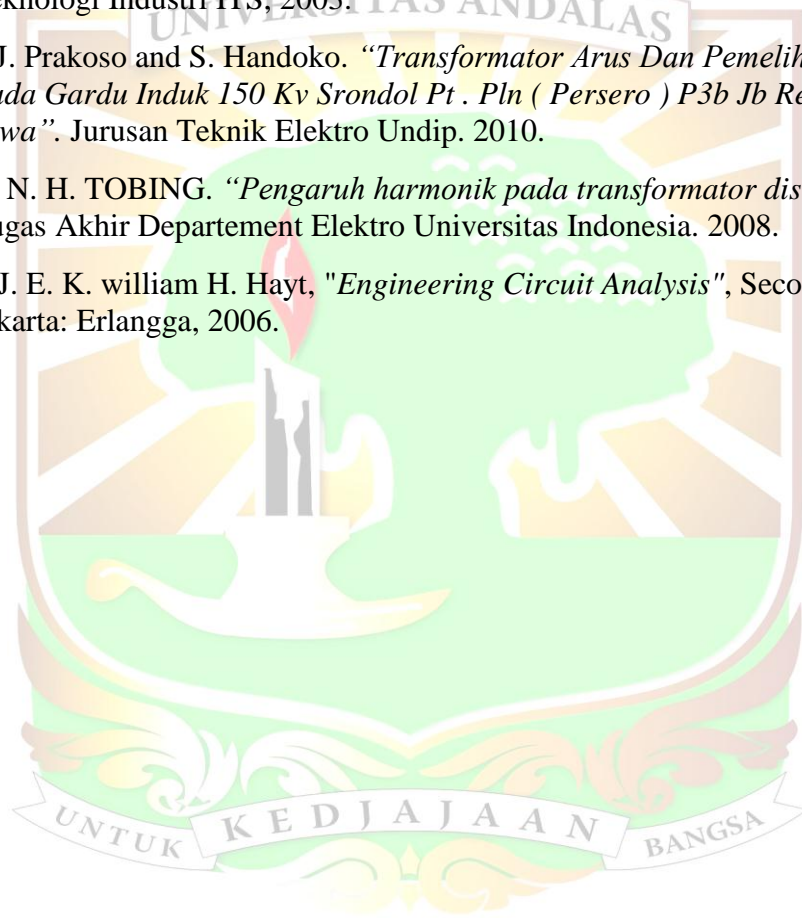 Teknologi Industri ITS, 2005.
UNIVERSITAS ANDALAS
J. Prakoso and S. Handoko. “Transformator Arus Dan Pemelih
ada Gardu Induk 150 Kv Srondol Pt . Pln ( Persero ) P3b Jb Re
wa”. Jurusan Teknik Elektro Undip. 2010.
N. H. TOBING. “Pengaruh harmonik pada transformator dis
ugas Akhir Departement Elektro Universitas Indonesia. 2008.
J. E. K. william H. Hayt, "Engineering Circuit Analysis", Seco
karta: Erlangga, 2006.
UNTUK KEDJAJAAN BANGSA